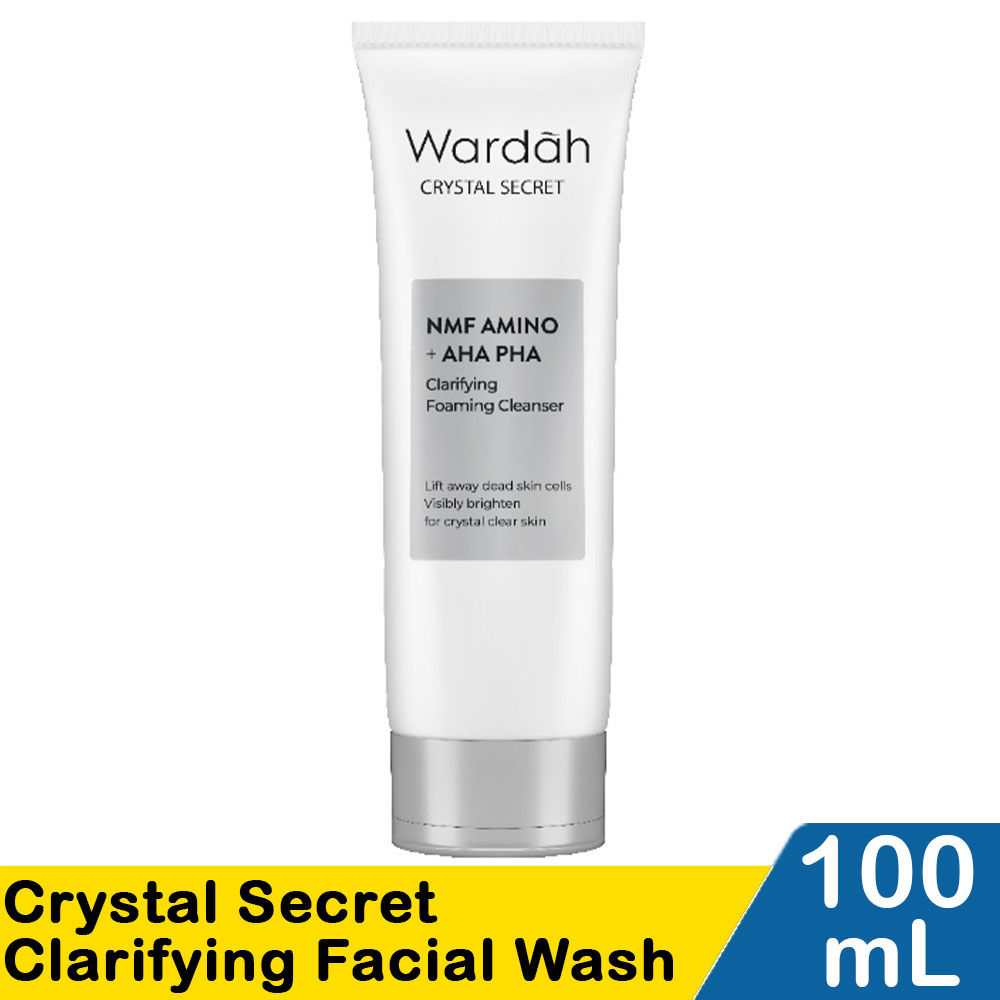 Wardãh
CRYSTAL SECRET
NMF AMINO
+ AHA PHA
Clarifying
Foaming Cleanser
Lift away dead skin cells
Visibly brighten
for crystal clear skin
Crystal Secret
Clarifying Facial Wash
100
mL